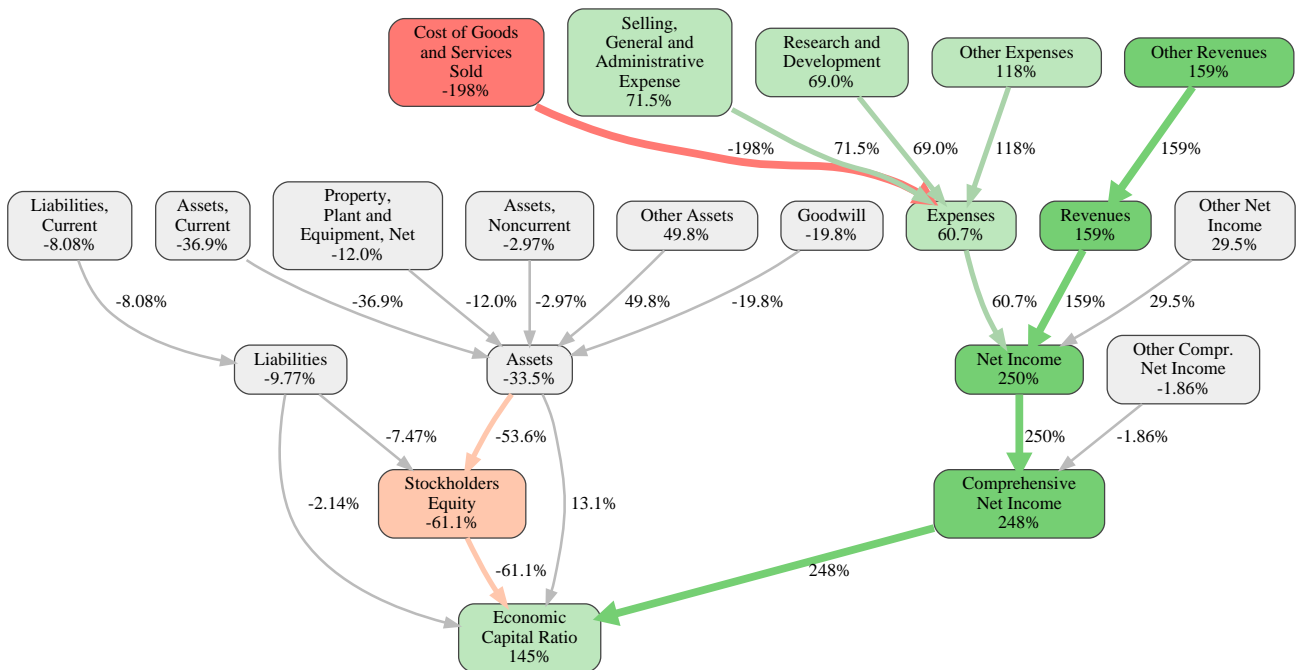 Cost of Goods
and Services
Sold
-198%
Selling,
General and
Administrative
Expense
71.5%
Research and
Development
69.0%
Other Expenses
118%
Other Revenues
159%
-198%
71.5%
69.0%
118%
159%
Liabilities,
Current
-8.08%
Assets,
Current
-36.9%
Property,
Plant and
Equipment, Net
-12.0%
Assets,
Noncurrent
-2.97%
Other Assets
49.8%
Goodwill
-19.8%
Expenses
60.7%
Revenues
159%
Other Net
Income
29.5%
-8.08%
-36.9%
-12.0%
-2.97%
49.8%
-19.8%
60.7%
159%
29.5%
Liabilities
-9.77%
Assets
-33.5%
Net Income
250%
Other Compr.
Net Income
-1.86%
-7.47%
-53.6%
250%
-1.86%
Stockholders
Equity
-61.1%
Comprehensive
Net Income
248%
-2.14%
13.1%
-61.1%
248%
Economic
Capital Ratio
145%